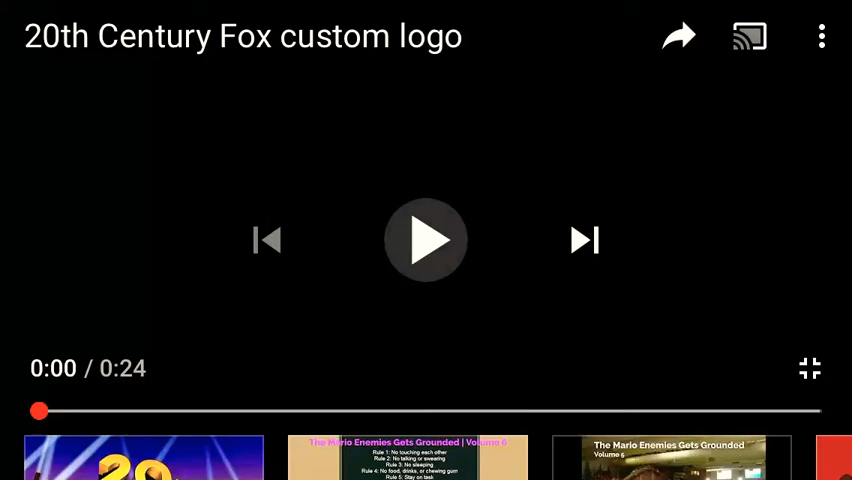 20th Century Fox custom logo
0:00 / 0:24
20
The Mario Enemies Gets Grounded | Volume 6
Rule 1: No touching each other
Rule 2: No talking or swearing
Rule 3: No sleeping
Rule 4: No food, drinks, or chewing gum
Rule 5: Stay on task
The Mario Enemies Gets Grounded
Volume 5